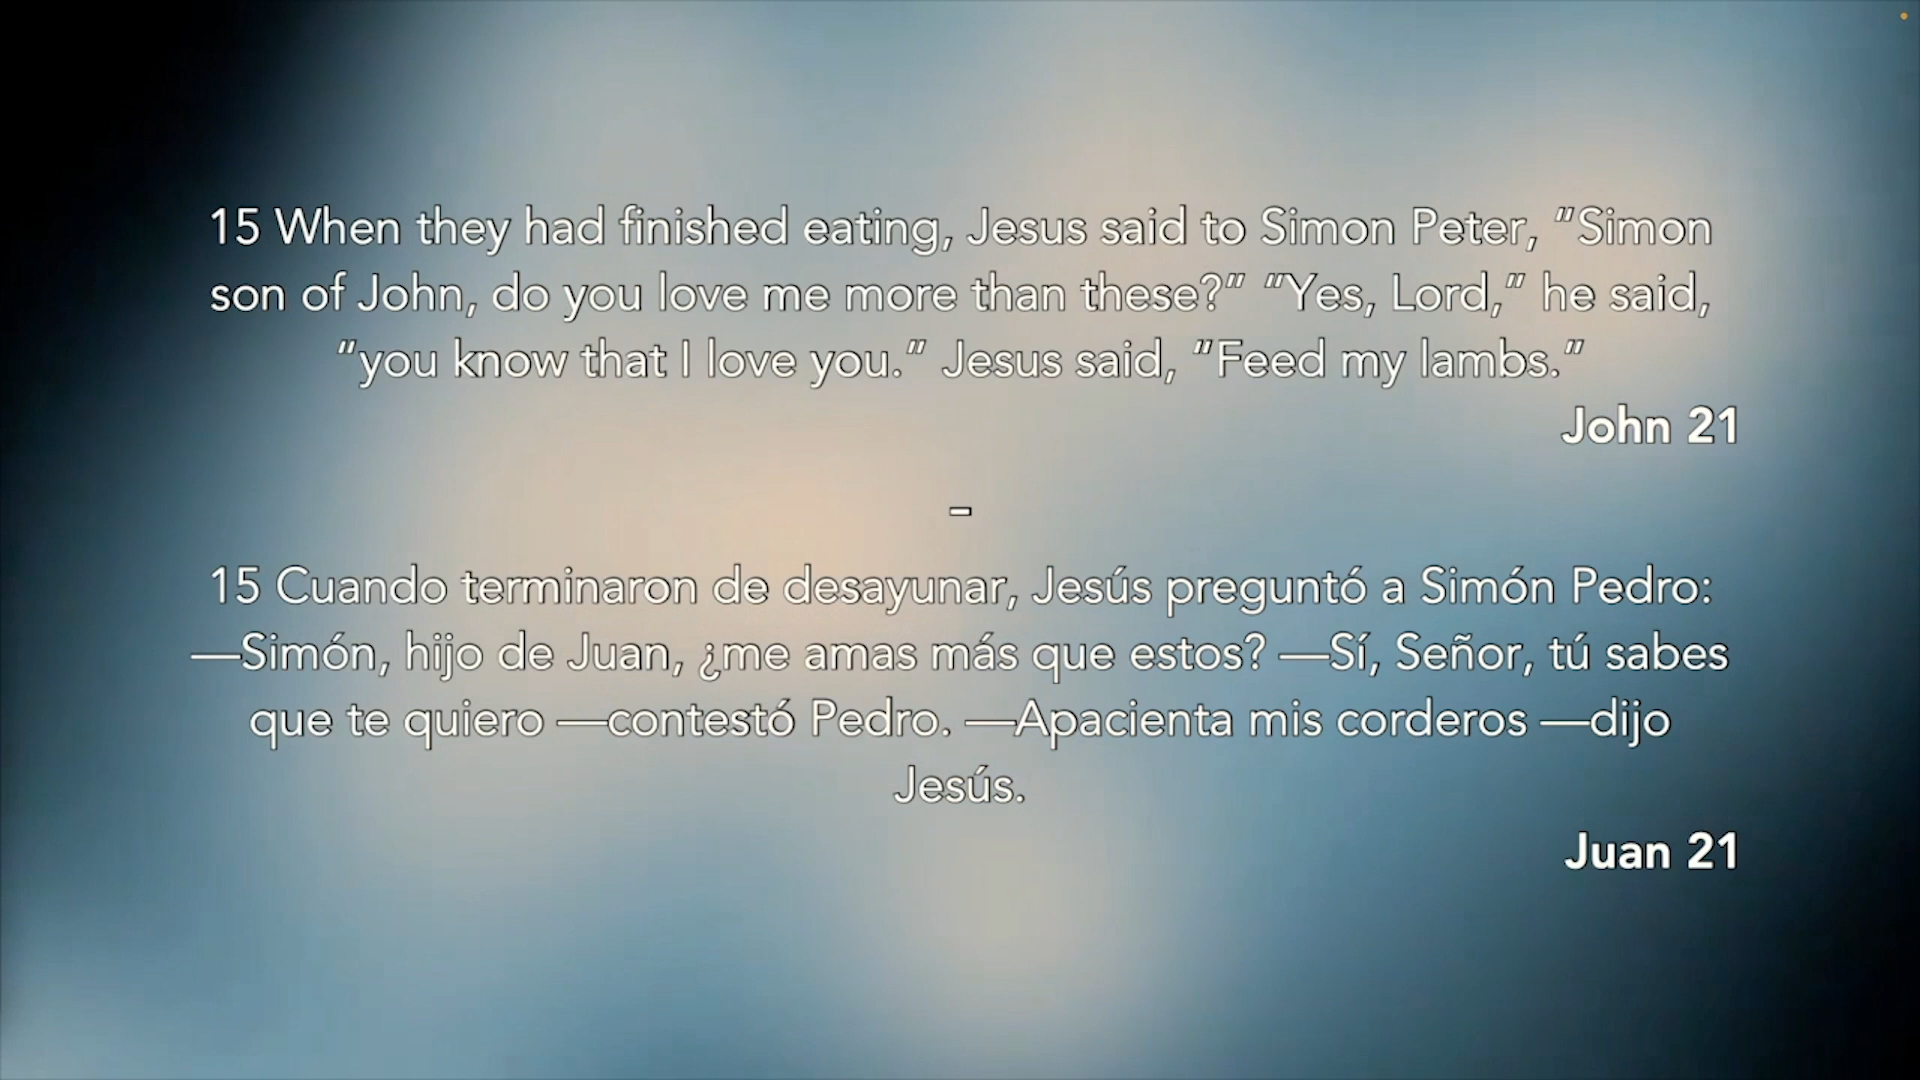 15 When they had finished eating, Jesus said to Simon Peter, “Simon
son of John, do you love me more than these?” “Yes, Lord,” he said,
“you know that I love you.” Jesus said, “Feed my lambs.”
John 21
–
15 Cuando terminaron de desayunar, Jesús preguntó a Simón Pedro:
—Simón, hijo de Juan, ¿me amas más que estos? —Sí, Señor, tú sabes
que te quiero —contestó Pedro. —Apacienta mis corderos —dijo
Jesús.
Juan 21